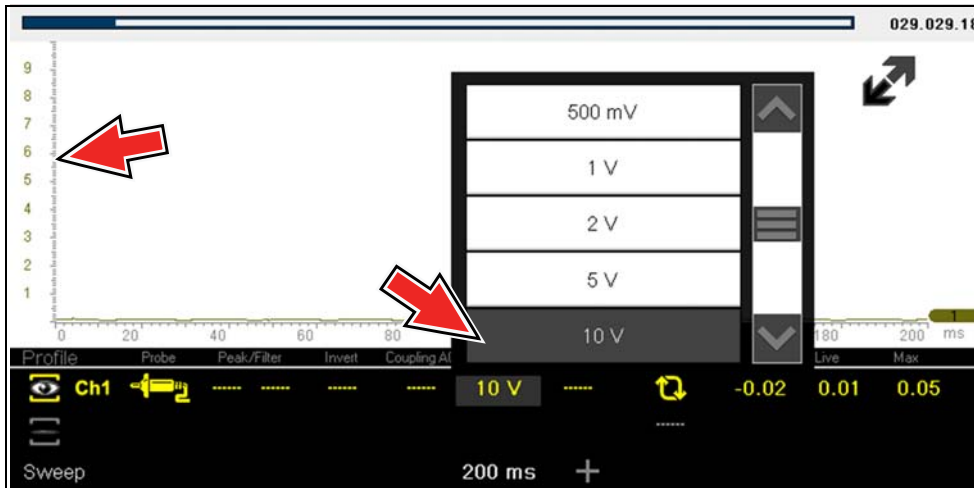 029.029.18
9
8
7
6
5
4
3
2
1
500 mV
1 V
2 V
5 V
10 V
0 20 40 60 80 180 200 ms
1
Profile Probe Peak/Filter Invert Coupling Live Max
Ch1 ------ ------ ------ ------ 10 V ------ -0.02 0.01 0.05
------
Sweep 200 ms +